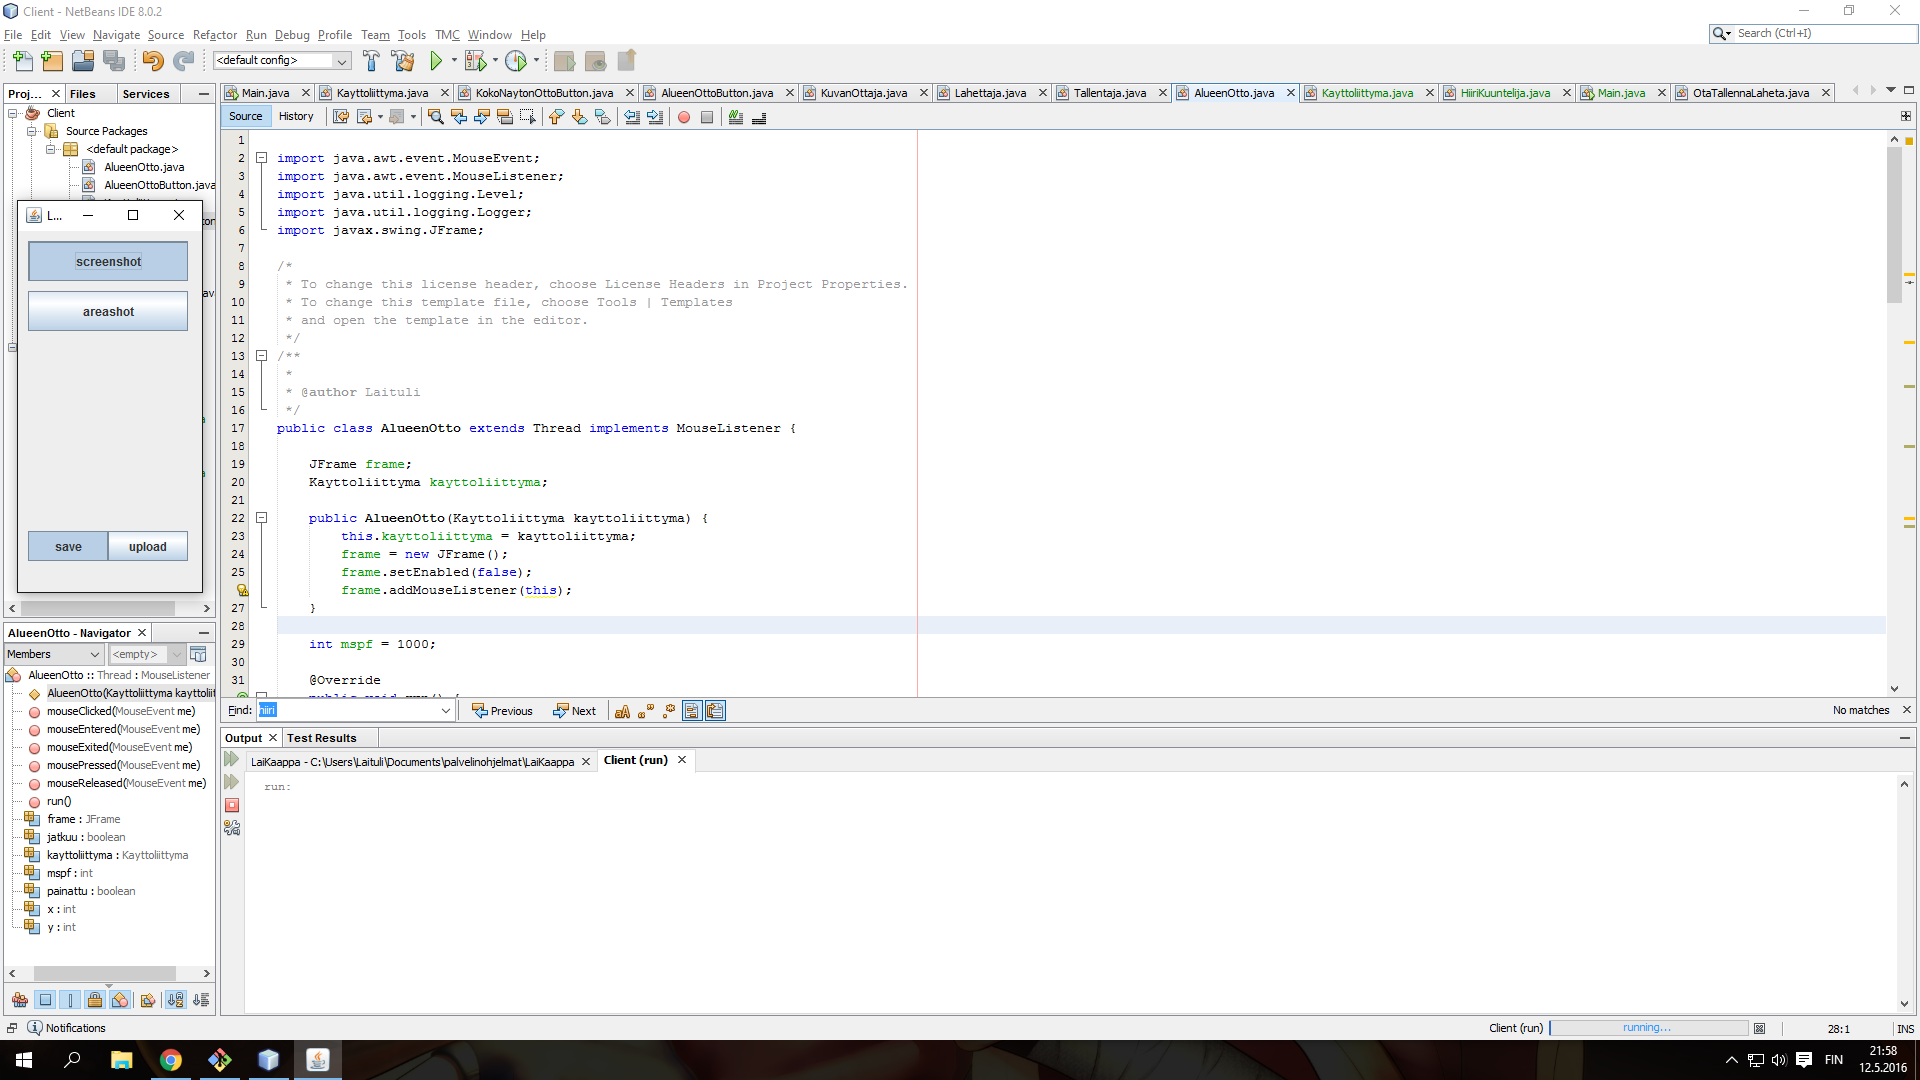 Client - NetBeans IDE 8.0.2
File Edit View Navigate Source Refactor Run Debug Profile Team Tools TMC Window Help
Search (Ctrl+I)
<default config>
Proj... Files Services
Main.java Kayttoliittyma.java KokoNaytonOttoButton.java AlueenOttoButton.java KuvanOttaja.java Lahettaja.java Tallentaja.java AlueenOtto.java Kayttoliittyma.java HiiriKuuntelija.java Main.java OtaTallennaLaheta.java
Source History
Client
Source Packages
<default package>
AlueenOtto.java
AlueenOttoButton.java
L...
screenshot
areashot
save upload
1
2 import java.awt.event.MouseEvent;
3 import java.awt.event.MouseListener;
4 import java.util.logging.Level;
5 import java.util.logging.Logger;
6 import javax.swing.JFrame;
7
8 /*
9 * To change this license header, choose License Headers in Project Properties.
10 * To change this template file, choose Tools | Templates
11 * and open the template in the editor.
12 */
13 /**
14 *
15 * @author Laituli
16 */
17 public class AlueenOtto extends Thread implements MouseListener {
18
19 JFrame frame;
20 Kayttoliittyma kayttoliittyma;
21
22 public AlueenOtto(Kayttoliittyma kayttoliittyma) {
23 this.kayttoliittyma = kayttoliittyma;
24 frame = new JFrame();
25 frame.setEnabled(false);
frame.addMouseListener(this);
27 }
28
29 int mspf = 1000;
30
31 @Override
public void run() {
Find: hiiri Previous Next No matches
AlueenOtto - Navigator
Members <empty>
AlueenOtto :: Thread : MouseListener
AlueenOtto(Kayttoliittyma kayttoliit
mouseClicked(MouseEvent me)
mouseEntered(MouseEvent me)
mouseExited(MouseEvent me)
mousePressed(MouseEvent me)
mouseReleased(MouseEvent me)
run()
frame : JFrame
jatkuu : boolean
kayttoliittyma : Kayttoliittyma
mspf : int
painattu : boolean
x : int
y : int
Output Test Results
LaiKaappa - C:\Users\Laituli\Documents\palvelinohjelmat\LaiKaappa Client (run)
run:
Notifications
Client (run) running... 28:1 INS
FIN
21:58
12.5.2016